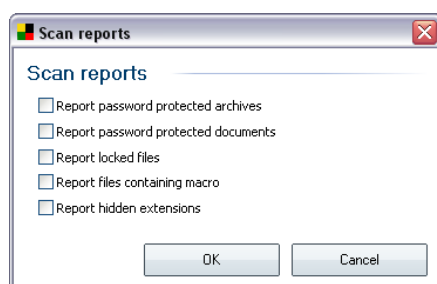 Scan reports
Scan reports
Report password protected archives
Report password protected documents
Report locked files
Report files containing macro
Report hidden extensions
OK Cancel